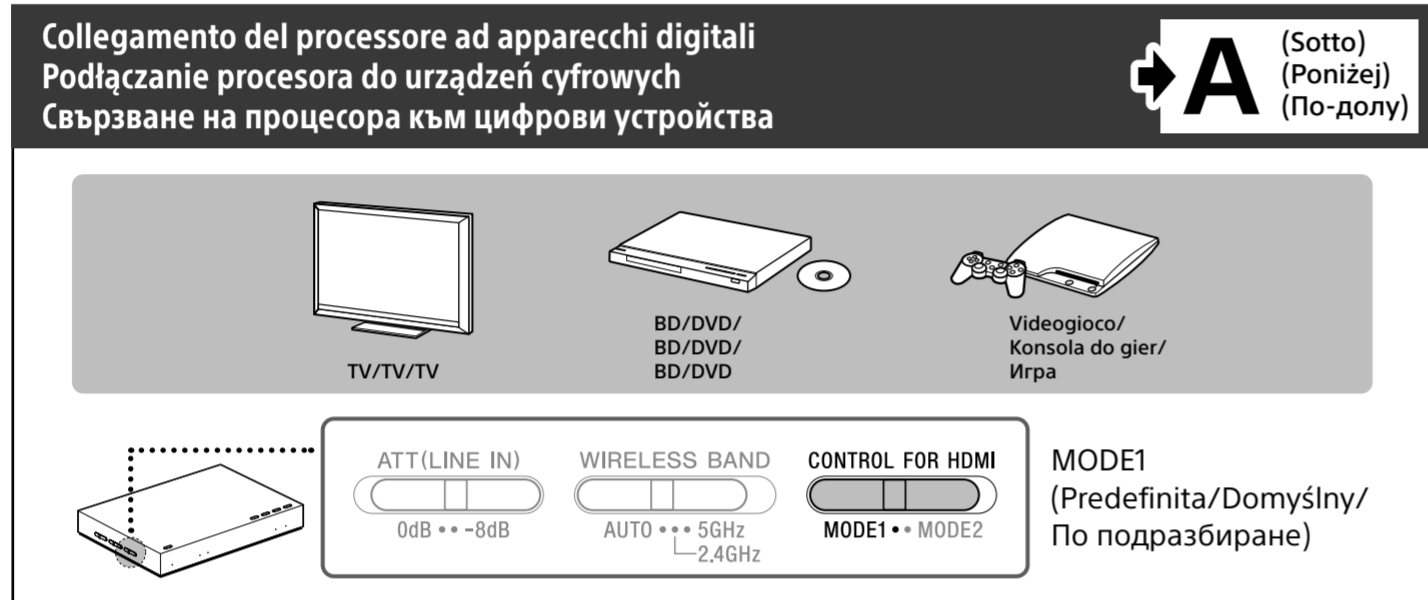 Collegamento del processore ad apparecchi digitali
Podłączanie procesora do urządzeń cyfrowych
Свързване на процесора към цифрови устройства
A
(Sotto)
(Poniżej)
(По-долу)
TV/TV/TV
BD/DVD/
BD/DVD/
BD/DVD
Videogioco/
Konsola do gier/
Игра
ATT(LINE IN)
0dB •• -8dB
WIRELESS BAND
AUTO ••• 5GHz
2.4GHz
CONTROL FOR HDMI
MODE1 •• MODE2
MODE1
(Predefinita/Domyślny/
По подразбиране)